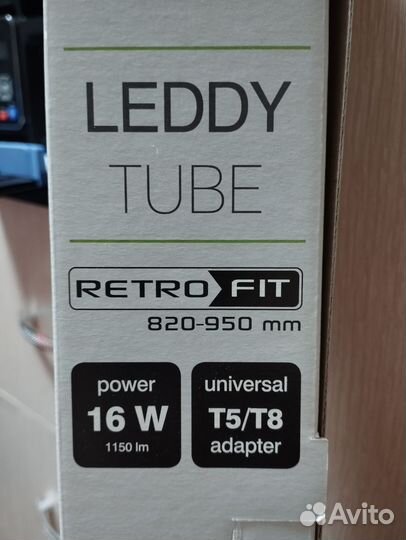 LEDDY
TUBE
RETRO FIT
820-950 mm
power
16 W
1150 lm
universal
T5/T8
adapter
Avito